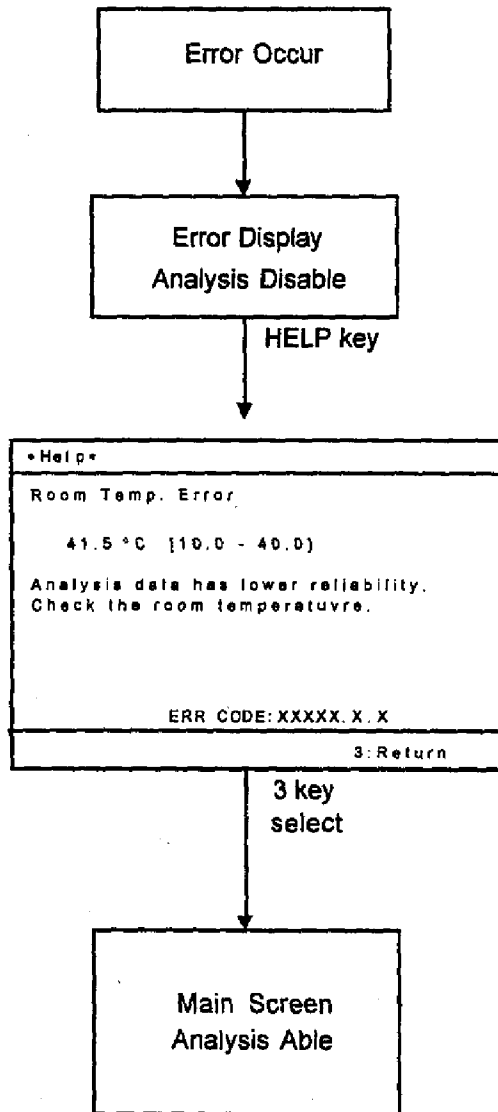 Error Occur
Error Display
Analysis Disable
HELP key
*Help*
Room Temp. Error
41.5 °C [10.0 - 40.0]
Analysis data has lower reliability.
Check the room temperatuvre.
ERR CODE:XXXXX.X.X
3:Return
3 key
select
Main Screen
Analysis Able